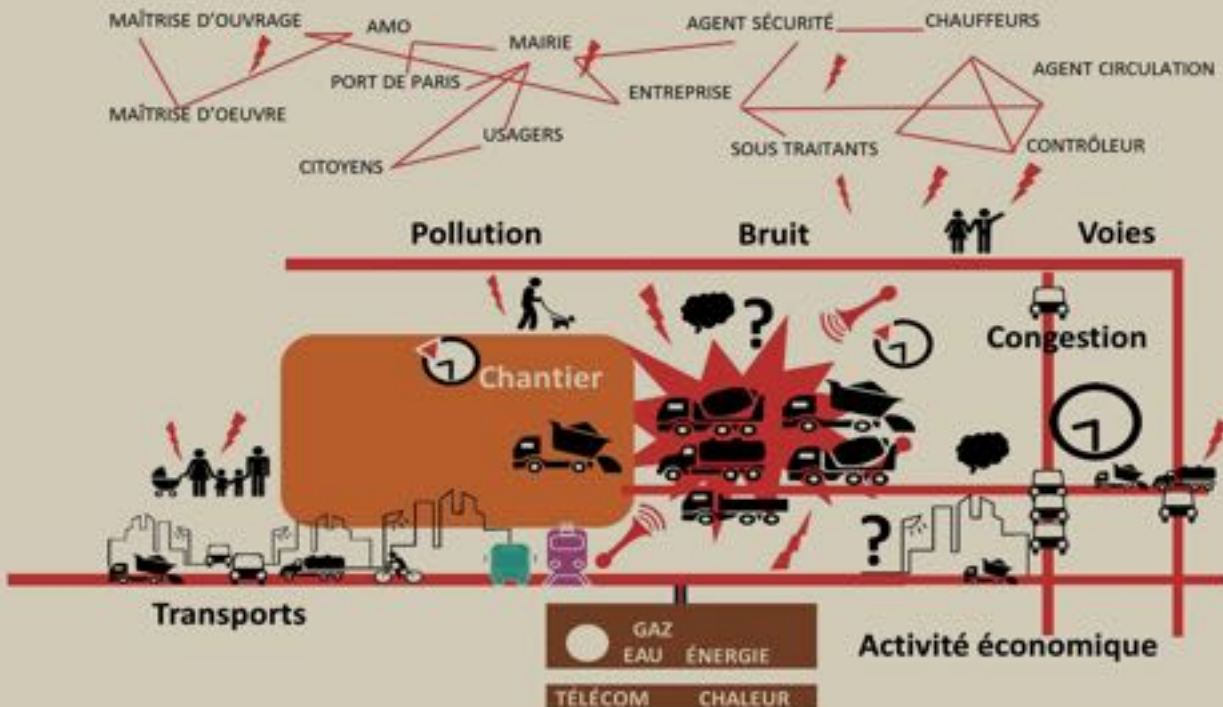 MAÎTRISE D'OUVRAGE
AMO
MAIRIE
AGENT SÉCURITÉ
CHAUFFEURS
PORT DE PARIS
ENTREPRISE
AGENT CIRCULATION
MAÎTRISE D'OEUVRE
USAGERS
SOUS TRAITANTS
CONTRÔLEUR
CITOYENS
Pollution
Bruit
Voies
?
Congestion
Chantier
?
Transports
GAZ
EAU ÉNERGIE
Activité économique
TÉLÉCOM CHALEUR